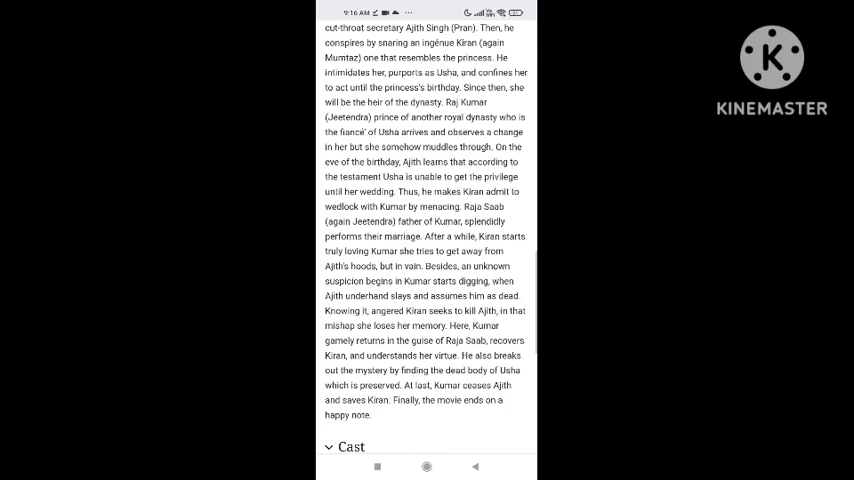 9:16 AM
cut-throat secretary Ajith Singh (Pran). Then, he
conspires by snaring an ingénue Kiran (again
Mumtaz) one that resembles the princess. He
intimidates her, purports as Usha, and confines her
to act until the princess's birthday. Since then, she
will be the heir of the dynasty. Raj Kumar
(Jeetendra) prince of another royal dynasty who is
the fiancé' of Usha arrives and observes a change
in her but she somehow muddles through. On the
eve of the birthday, Ajith learns that according to
the testament Usha is unable to get the privilege
until her wedding. Thus, he makes Kiran admit to
wedlock with Kumar by menacing. Raja Saab
(again Jeetendra) father of Kumar, splendidly
performs their marriage. After a while, Kiran starts
truly loving Kumar she tries to get away from
Ajith's hoods, but in vain. Besides, an unknown
suspicion begins in Kumar starts digging, when
Ajith underhand slays and assumes him as dead.
Knowing it, angered Kiran seeks to kill Ajith, in that
mishap she loses her memory. Here, Kumar
gamely returns in the guise of Raja Saab, recovers
Kiran, and understands her virtue. He also breaks
out the mystery by finding the dead body of Usha
which is preserved. At last, Kumar ceases Ajith
and saves Kiran. Finally, the movie ends on a
happy note.
Cast
KINEMASTER